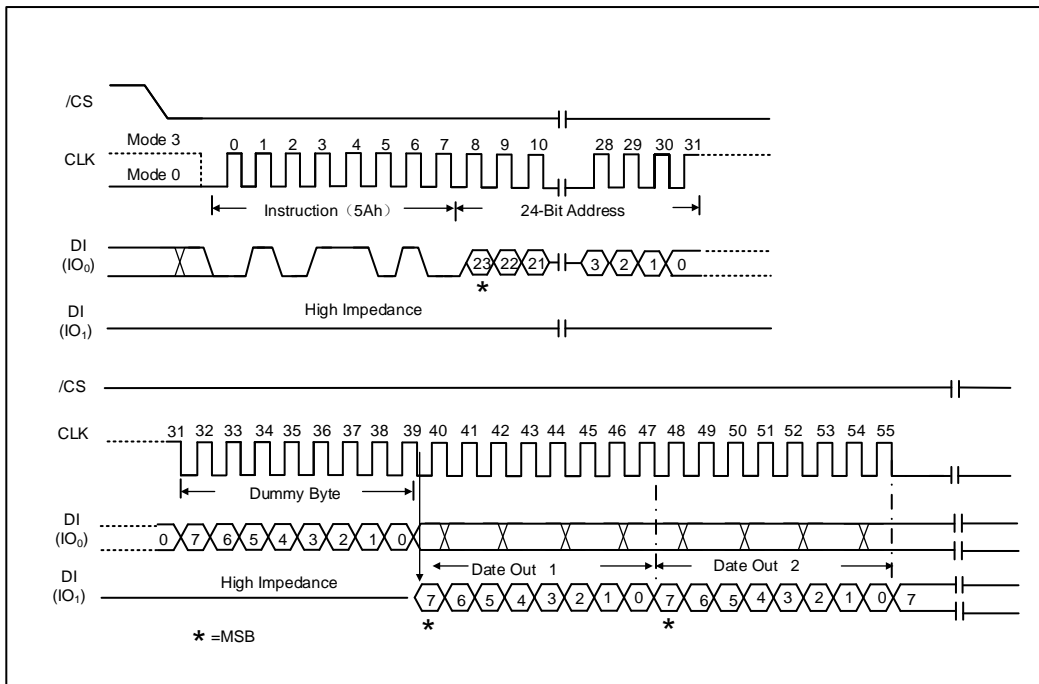 /CS
Mode 3
CLK
Mode 0
0 1 2 3 4 5 6 7 8 9 10 28 29 30 31
Instruction（5Ah） 24-Bit Address
DI
(IO0)
23 22 21 3 2 1 0
*
High Impedance
DI
(IO1)
/CS
CLK
31 32 33 34 35 36 37 38 39 40 41 42 43 44 45 46 47 48 49 50 51 52 53 54 55
Dummy Byte
DI
(IO0)
0 7 6 5 4 3 2 1 0
Date Out 1 Date Out 2
DI
(IO1)
High Impedance
7 6 5 4 3 2 1 0 7 6 5 4 3 2 1 0 7
* *
* =MSB